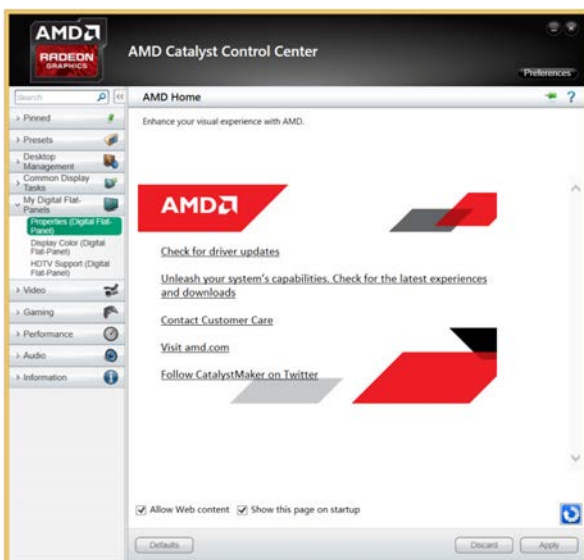 AMD
RADEON
GRAPHICS
AMD Catalyst Control Center
Preferences
Search
AMD Home
Enhance your visual experience with AMD.
Pinned
Presets
Desktop
Management
Common Display
Tasks
My Digital Flat-
Panels
Properties (Digital Flat-
Panel)
Display Color (Digital
Flat-Panel)
HDTV Support (Digital
Flat-Panel)
Video
Gaming
Performance
Audio
Information
AMD
Check for driver updates
Unleash your system's capabilities. Check for the latest experiences
and downloads
Contact Customer Care
Visit amd.com
Follow CatalystMaker on Twitter
Allow Web content
Show this page on startup
Defaults
Discard
Apply